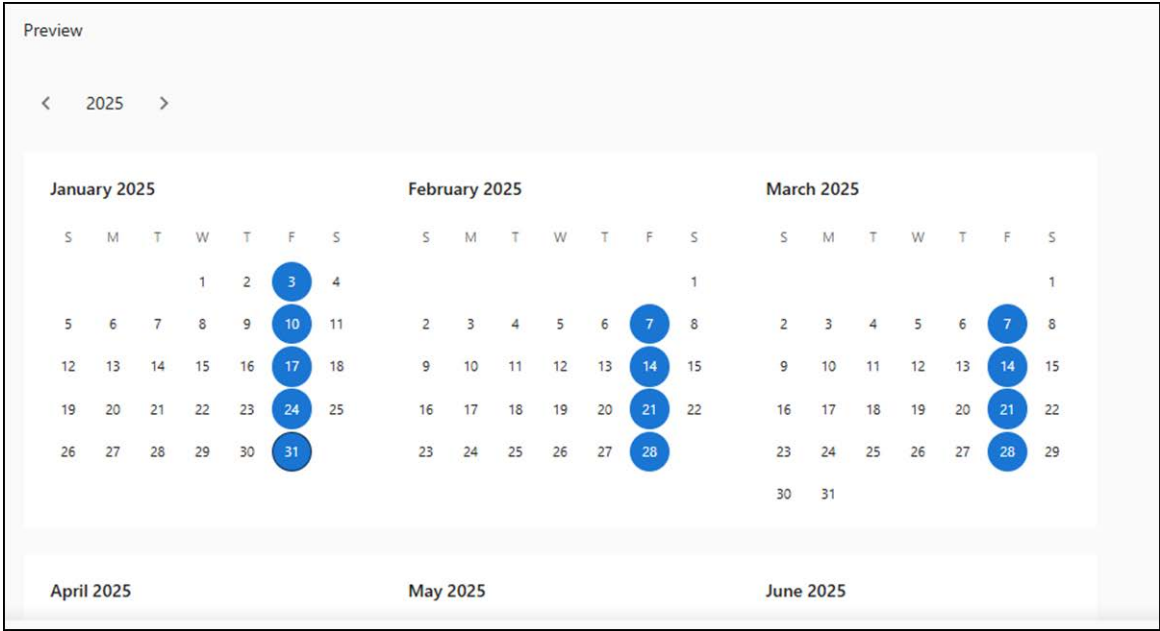 Preview
2025
January 2025 February 2025 March 2025
S M T W T F S S M T W T F S S M T W T F S
1 2 3 4 1 1
5 6 7 8 9 10 11 2 3 4 5 6 7 8 2 3 4 5 6 7 8
12 13 14 15 16 17 18 9 10 11 12 13 14 15 9 10 11 12 13 14 15
19 20 21 22 23 24 25 16 17 18 19 20 21 22 16 17 18 19 20 21 22
26 27 28 29 30 31 23 24 25 26 27 28 23 24 25 26 27 28 29
30 31
April 2025 May 2025 June 2025